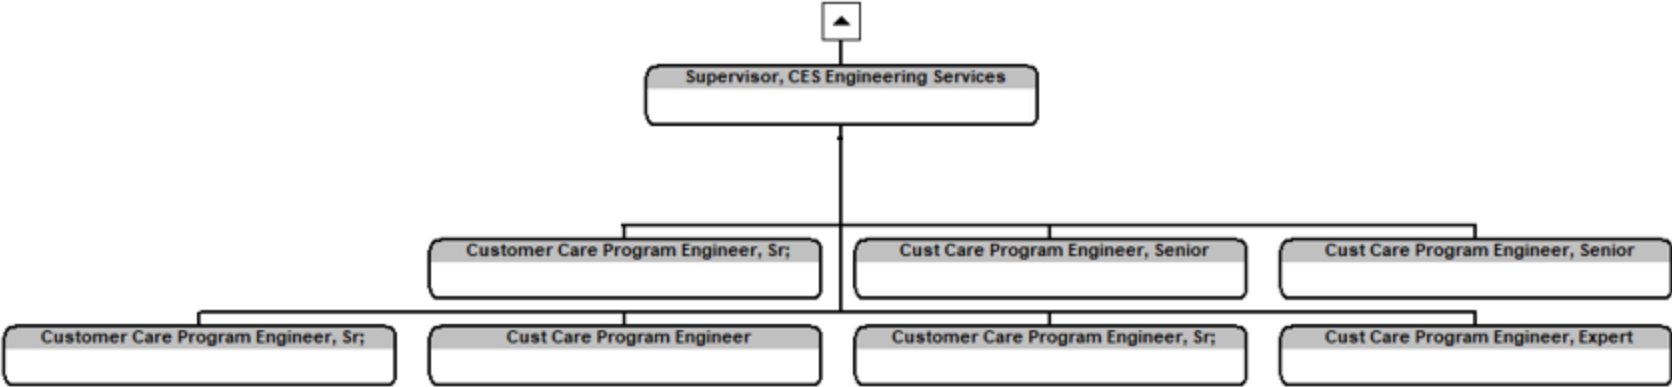 Supervisor, CES Engineering Services
Customer Care Program Engineer, Sr;
Cust Care Program Engineer, Senior
Cust Care Program Engineer, Senior
Customer Care Program Engineer, Sr;
Cust Care Program Engineer
Customer Care Program Engineer, Sr;
Cust Care Program Engineer, Expert